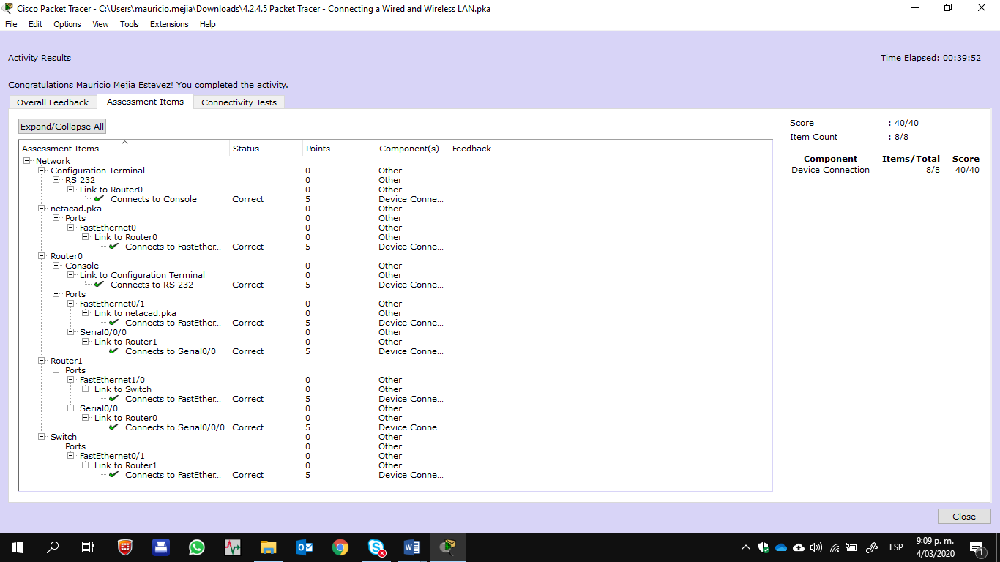 Cisco Packet Tracer - C:\Users\mauricio.mejia\Downloads\4.2.4.5 Packet Tracer - Connecting a Wired and Wireless LAN.pka
File Edit Options View Tools Extensions Help
Activity Results Time Elapsed: 00:39:52
Congratulations Mauricio Mejia Estevez! You completed the activity.
Overall Feedback Assessment Items Connectivity Tests
Expand/Collapse All
Assessment Items Status Points Component(s) Feedback
Network
Configuration Terminal 0 Other
RS 232 0 Other
Link to Router0 0 Other
Connects to Console Correct 5 Device Conne...
netacad.pka 0 Other
Ports 0 Other
FastEthernet0 0 Other
Link to Router0 0 Other
Connects to FastEther... Correct 5 Device Conne...
Router0 0 Other
Console 0 Other
Link to Configuration Terminal 0 Other
Connects to RS 232 Correct 5 Device Conne...
Ports 0 Other
FastEthernet0/1 0 Other
Link to netacad.pka 0 Other
Connects to FastEther... Correct 5 Device Conne...
Serial0/0/0 0 Other
Link to Router1 0 Other
Connects to Serial0/0 Correct 5 Device Conne...
Router1 0 Other
Ports 0 Other
FastEthernet1/0 0 Other
Link to Switch 0 Other
Connects to FastEther... Correct 5 Device Conne...
Serial0/0 0 Other
Link to Router0 0 Other
Connects to Serial0/0/0 Correct 5 Device Conne...
Switch 0 Other
Ports 0 Other
FastEthernet0/1 0 Other
Link to Router1 0 Other
Connects to FastEther... Correct 5 Device Conne...
Score : 40/40
Item Count : 8/8
Component Items/Total Score
Device Connection 8/8 40/40
Close
ESP
9:09 p. m.
4/03/2020
1